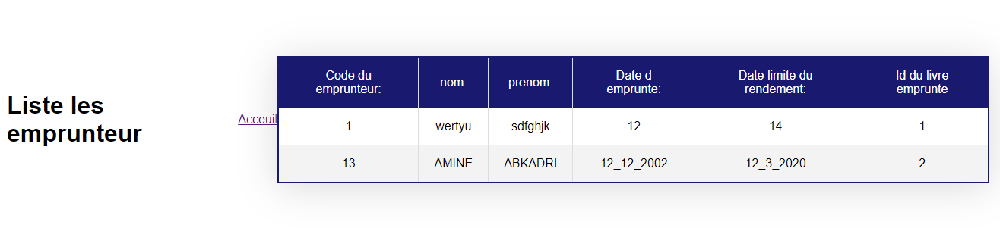 Liste les
emprunteur
Acceuil
Code du
emprunteur:
nom:
prenom:
Date d
emprunte:
Date limite du
rendement:
Id du livre
emprunte
1 wertyu sdfghjk 12 14 1
13 AMINE ABKADRI 12_12_2002 12_3_2020 2